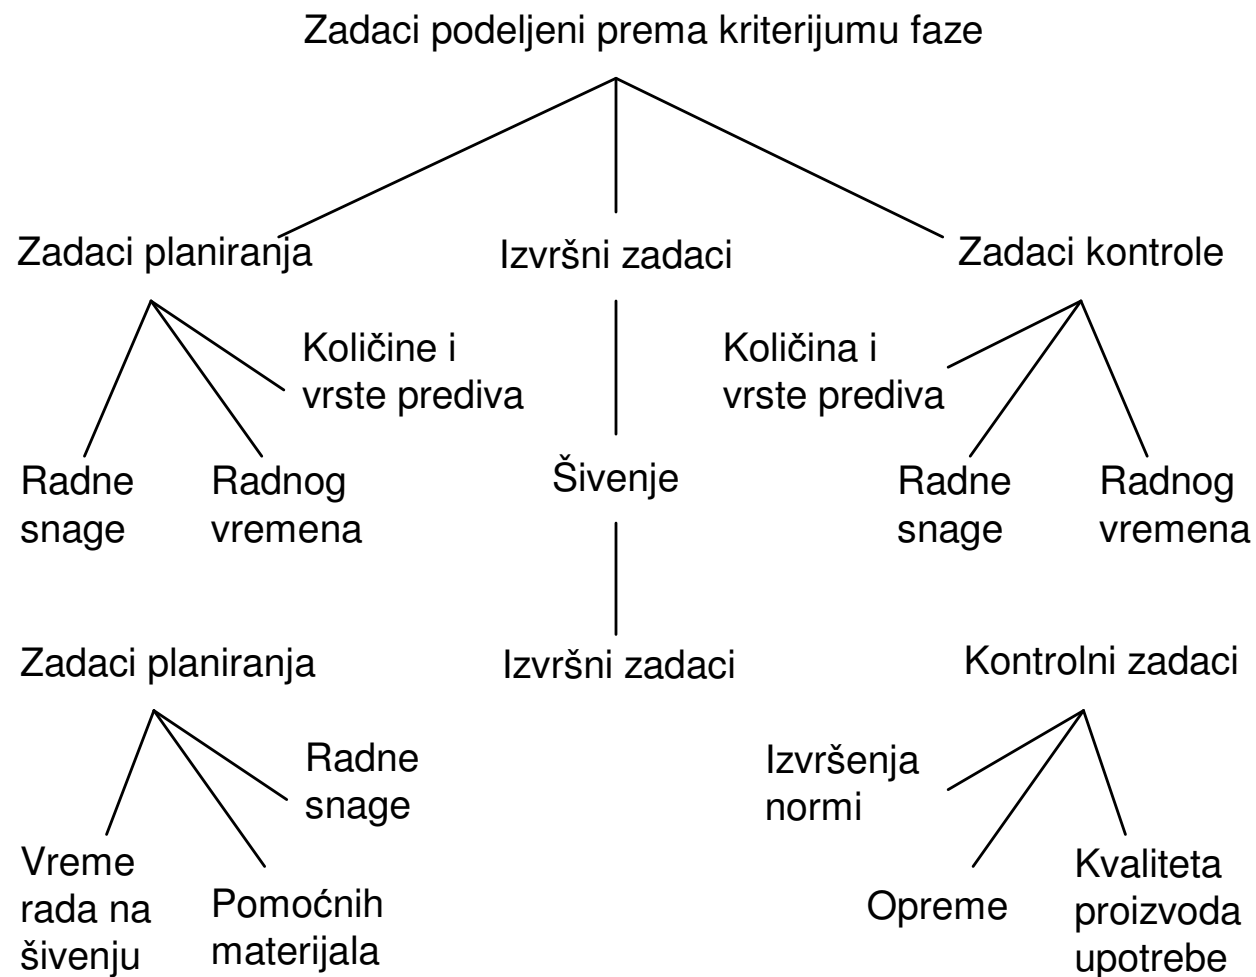 Zadaci podeljeni prema kriterijumu faze
Zadaci planiranja
Izvršni zadaci
Zadaci kontrole
Količine i
vrste prediva
Količina i
vrste prediva
Radne
snage
Radnog
vremena
Šivenje
Radne
snage
Radnog
vremena
Zadaci planiranja
Izvršni zadaci
Kontrolni zadaci
Radne
snage
Izvršenja
normi
Vreme
rada na
šivenju
Pomoćnih
materijala
Opreme
Kvaliteta
proizvoda
upotrebe